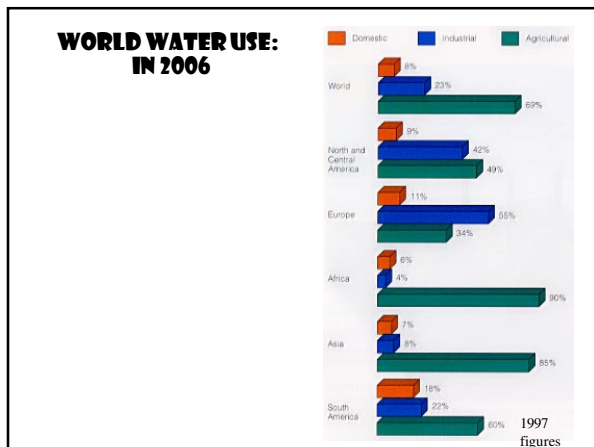 WORLD WATER USE:
IN 2006
Domestic Industrial Agricultural
8%
World 23%
69%
9%
North and
Central
America
42%
49%
11%
Europe 55%
34%
6%
Africa 4%
90%
7%
Asia 8%
85%
18%
South
America
22%
60%
1997
figures